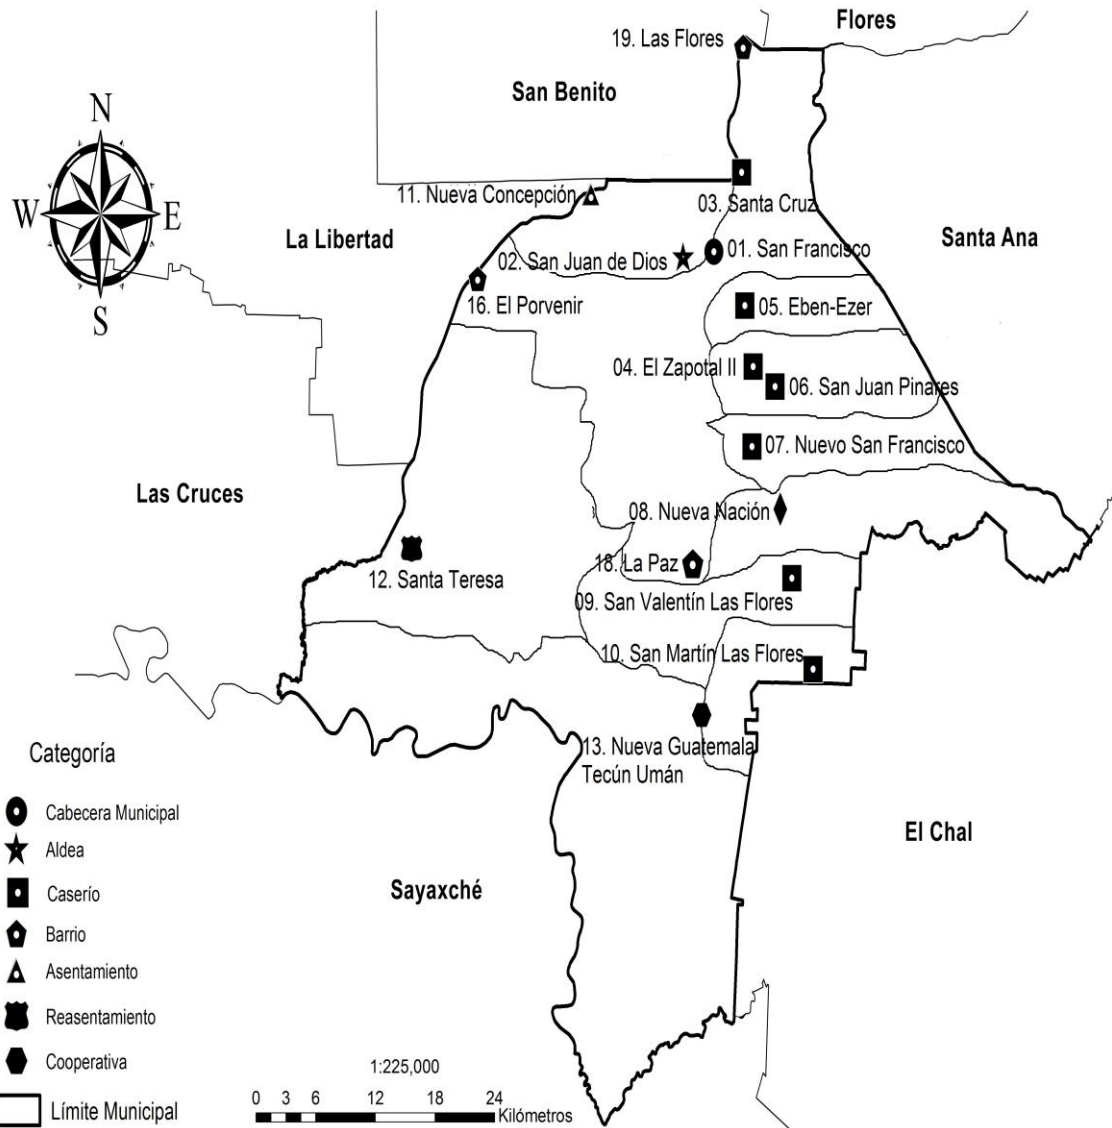 Flores
19. Las Flores
San Benito
N
W
E
S
11. Nueva Concepción
03. Santa Cruz
La Libertad
Santa Ana
01. San Francisco
02. San Juan de Dios
16. El Porvenir
05. Eben-Ezer
04. El Zapotal II
06. San Juan Pinares
07. Nuevo San Francisco
Las Cruces
08. Nueva Nación
18. La Paz
12. Santa Teresa
09. San Valentín Las Flores
10. San Martín Las Flores
13. Nueva Guatemala
Tecún Umán
El Chal
Sayaxché
Categoría
Cabecera Municipal
Aldea
Caserío
Barrio
Asentamiento
Reasentamiento
Cooperativa
Límite Municipal
1:225,000
0 3 6 12 18 24
Kilómetros